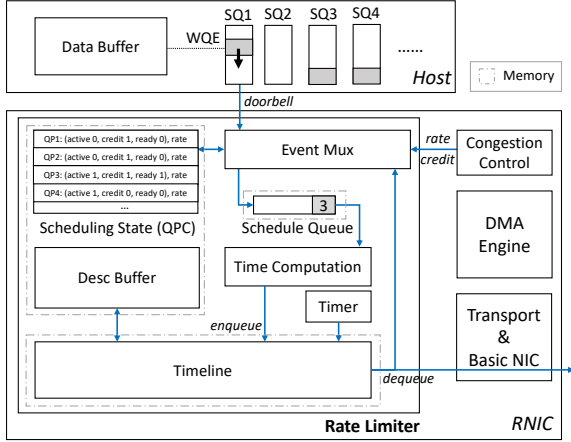 SQ1 SQ2 SQ3 SQ4
WQE
Data Buffer
......
Host
doorbell
Memory
QP1: (active 0, credit 1, ready 0), rate
QP2: (active 0, credit 1, ready 0), rate
QP3: (active 1, credit 1, ready 1), rate
QP4: (active 1, credit 0, ready 0), rate
...
Scheduling State (QPC)
Event Mux
rate
credit
Congestion
Control
3
Schedule Queue
DMA
Engine
Desc Buffer
Time Computation
Timer
enqueue
Transport
&
Basic NIC
Timeline
dequeue
Rate Limiter
RNIC